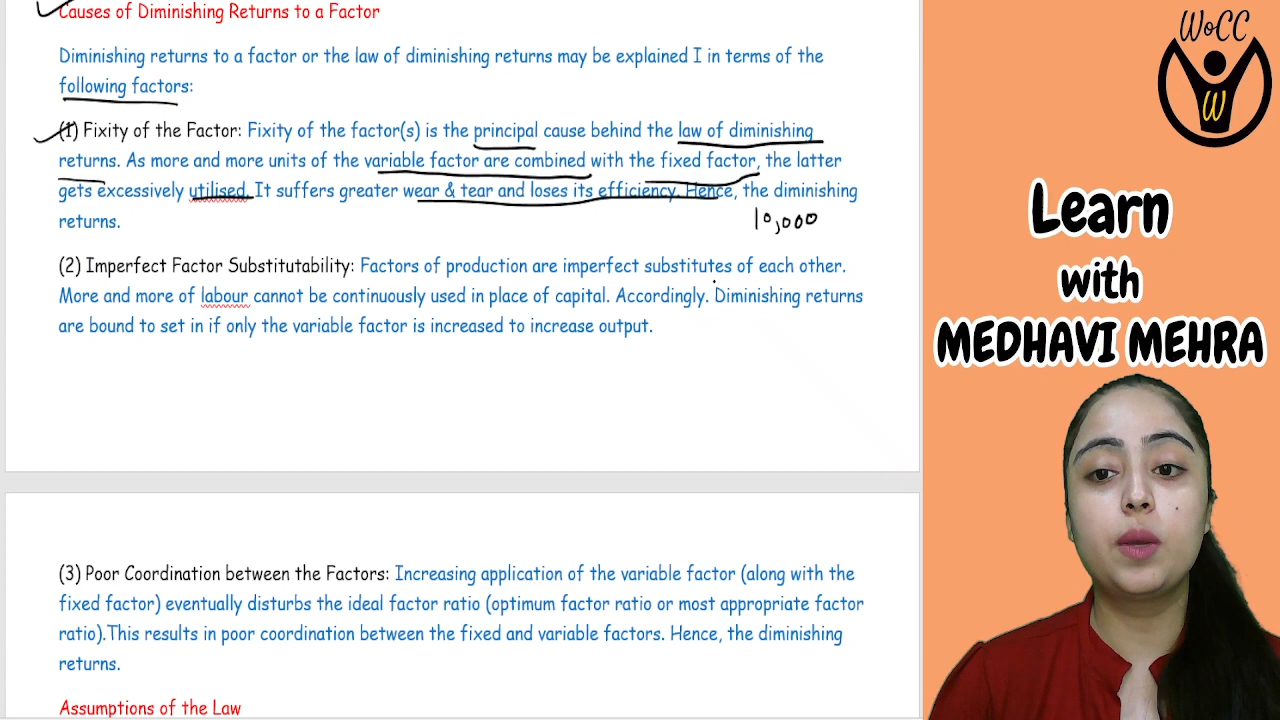 Causes of Diminishing Returns to a Factor
Diminishing returns to a factor or the law of diminishing returns may be explained I in terms of the
following factors:
(1) Fixity of the Factor: Fixity of the factor(s) is the principal cause behind the law of diminishing
returns. As more and more units of the variable factor are combined with the fixed factor, the latter
gets excessively utilised. It suffers greater wear & tear and loses its efficiency. Hence, the diminishing
returns.
10,000
(2) Imperfect Factor Substitutability: Factors of production are imperfect substitutes of each other.
More and more of labour cannot be continuously used in place of capital. Accordingly. Diminishing returns
are bound to set in if only the variable factor is increased to increase output.
(3) Poor Coordination between the Factors: Increasing application of the variable factor (along with the
fixed factor) eventually disturbs the ideal factor ratio (optimum factor ratio or most appropriate factor
ratio).This results in poor coordination between the fixed and variable factors. Hence, the diminishing
returns.
Assumptions of the Law
WoCC
W
Learn
with
MEDHAVI MEHRA